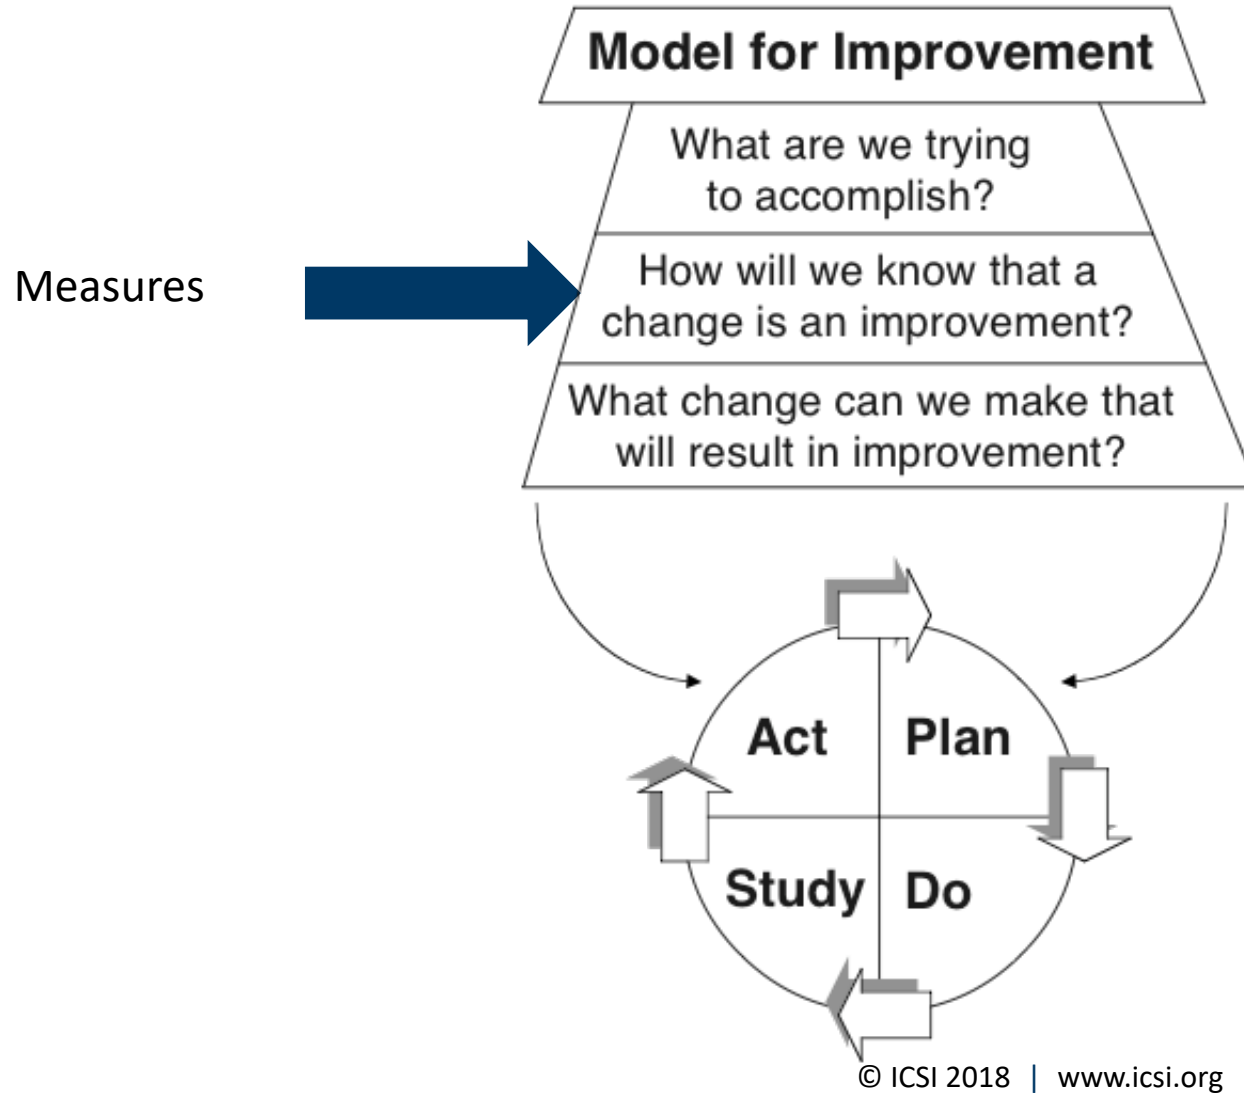 Model for Improvement
What are we trying
to accomplish?
Measures
How will we know that a
change is an improvement?
What change can we make that
will result in improvement?
Act
Plan
Study
Do
© ICSI 2018 | www.icsi.org